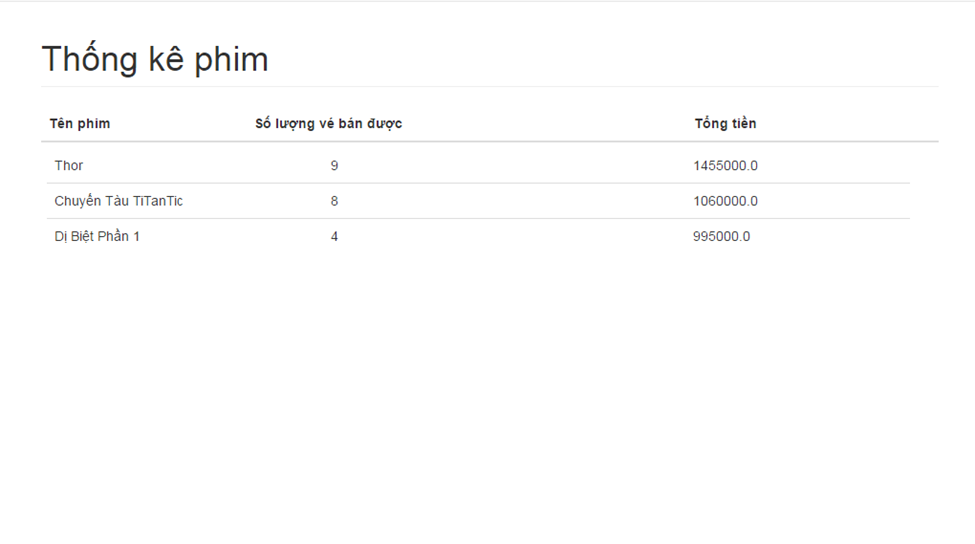 Thống kê phim
Tên phim Số lượng vé bán được Tổng tiền
Thor 9 1455000.0
Chuyến Tàu TiTanTic 8 1060000.0
Dị Biệt Phần 1 4 995000.0